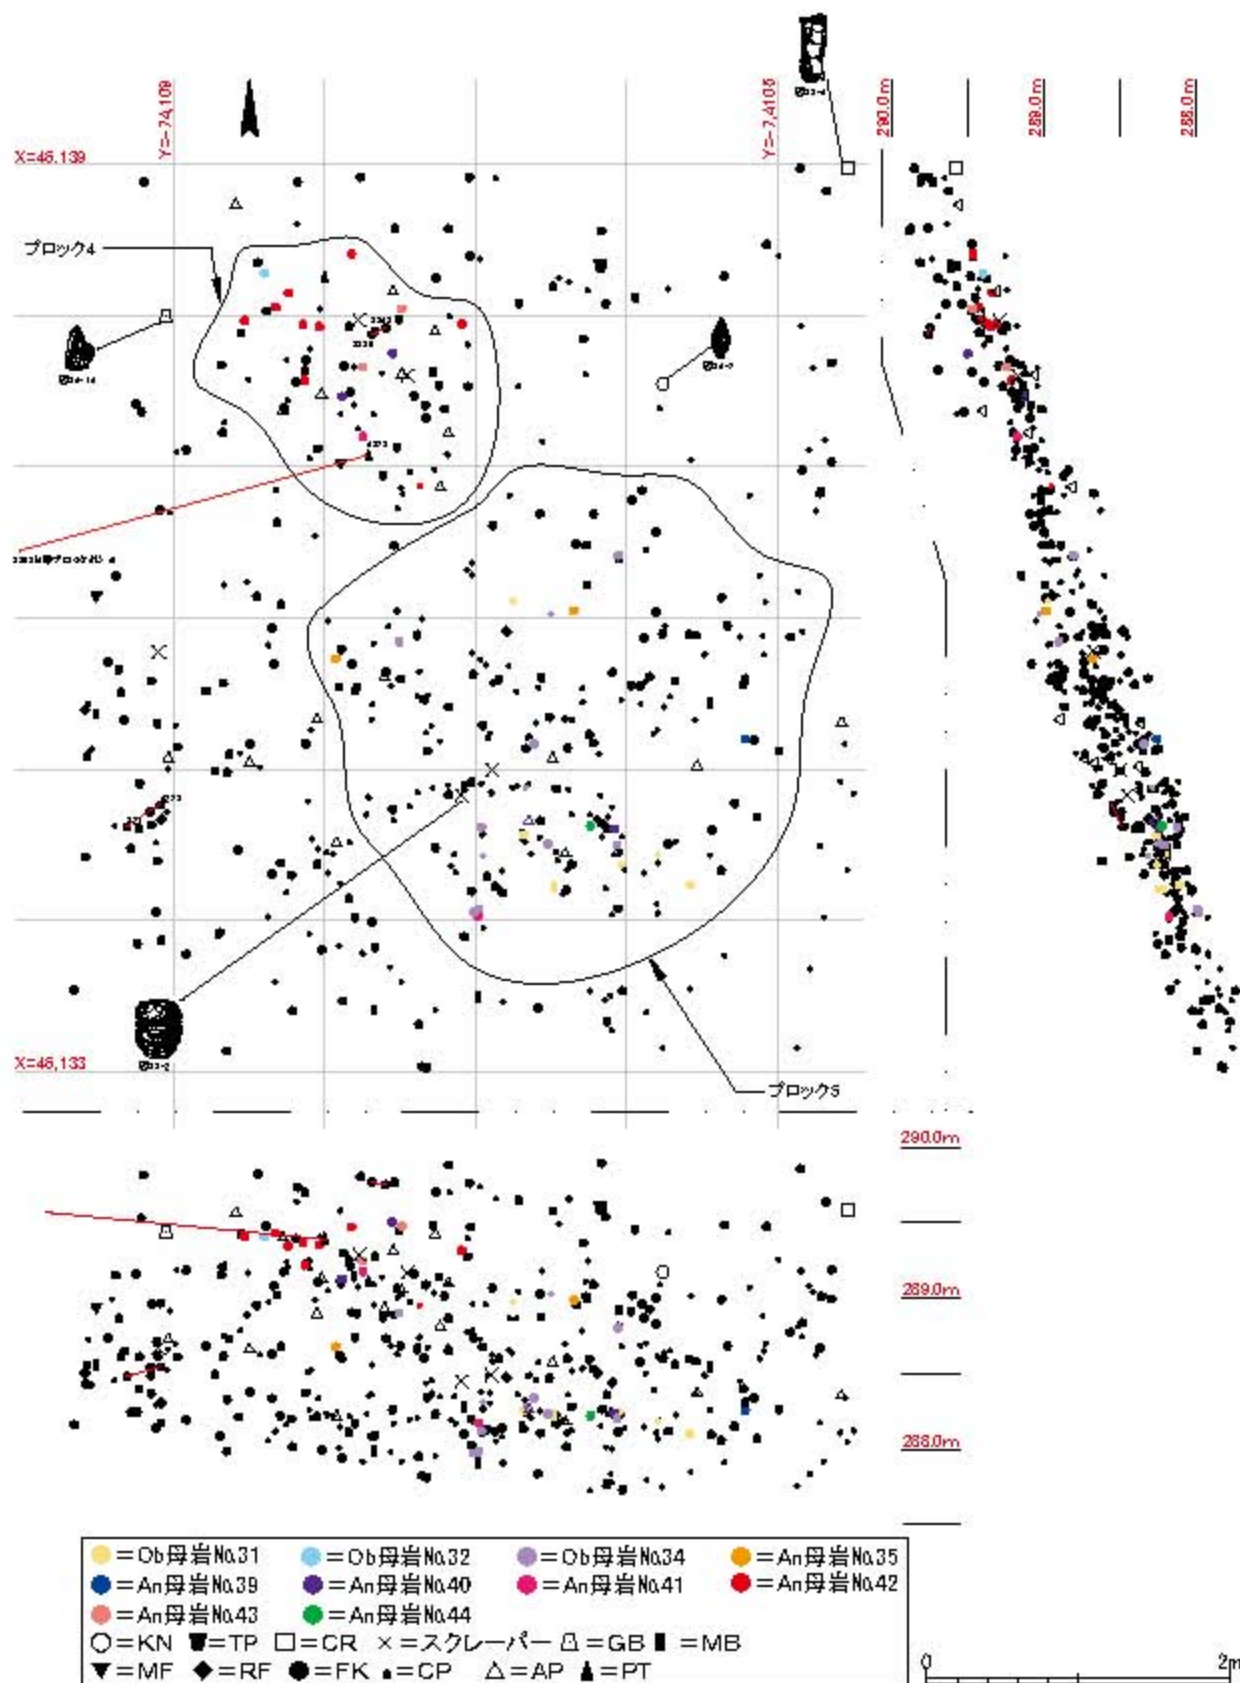 Y=-74,109
Y=-7,4105
290.0m
289.0m
288.0m
X=46,139
ブロック4
X=46,133
ブロック5
290.0m
289.0m
288.0m
=Ob母岩No.31 =Ob母岩No.32 =Ob母岩No.34 =An母岩No.35
=An母岩No.39 =An母岩No.40 =An母岩No.41 =An母岩No.42
=An母岩No.43 =An母岩No.44
=KN =TP =CR =スクレーパー =GB =MB
=MF =RF =FK =CP =AP =PT
0 2m